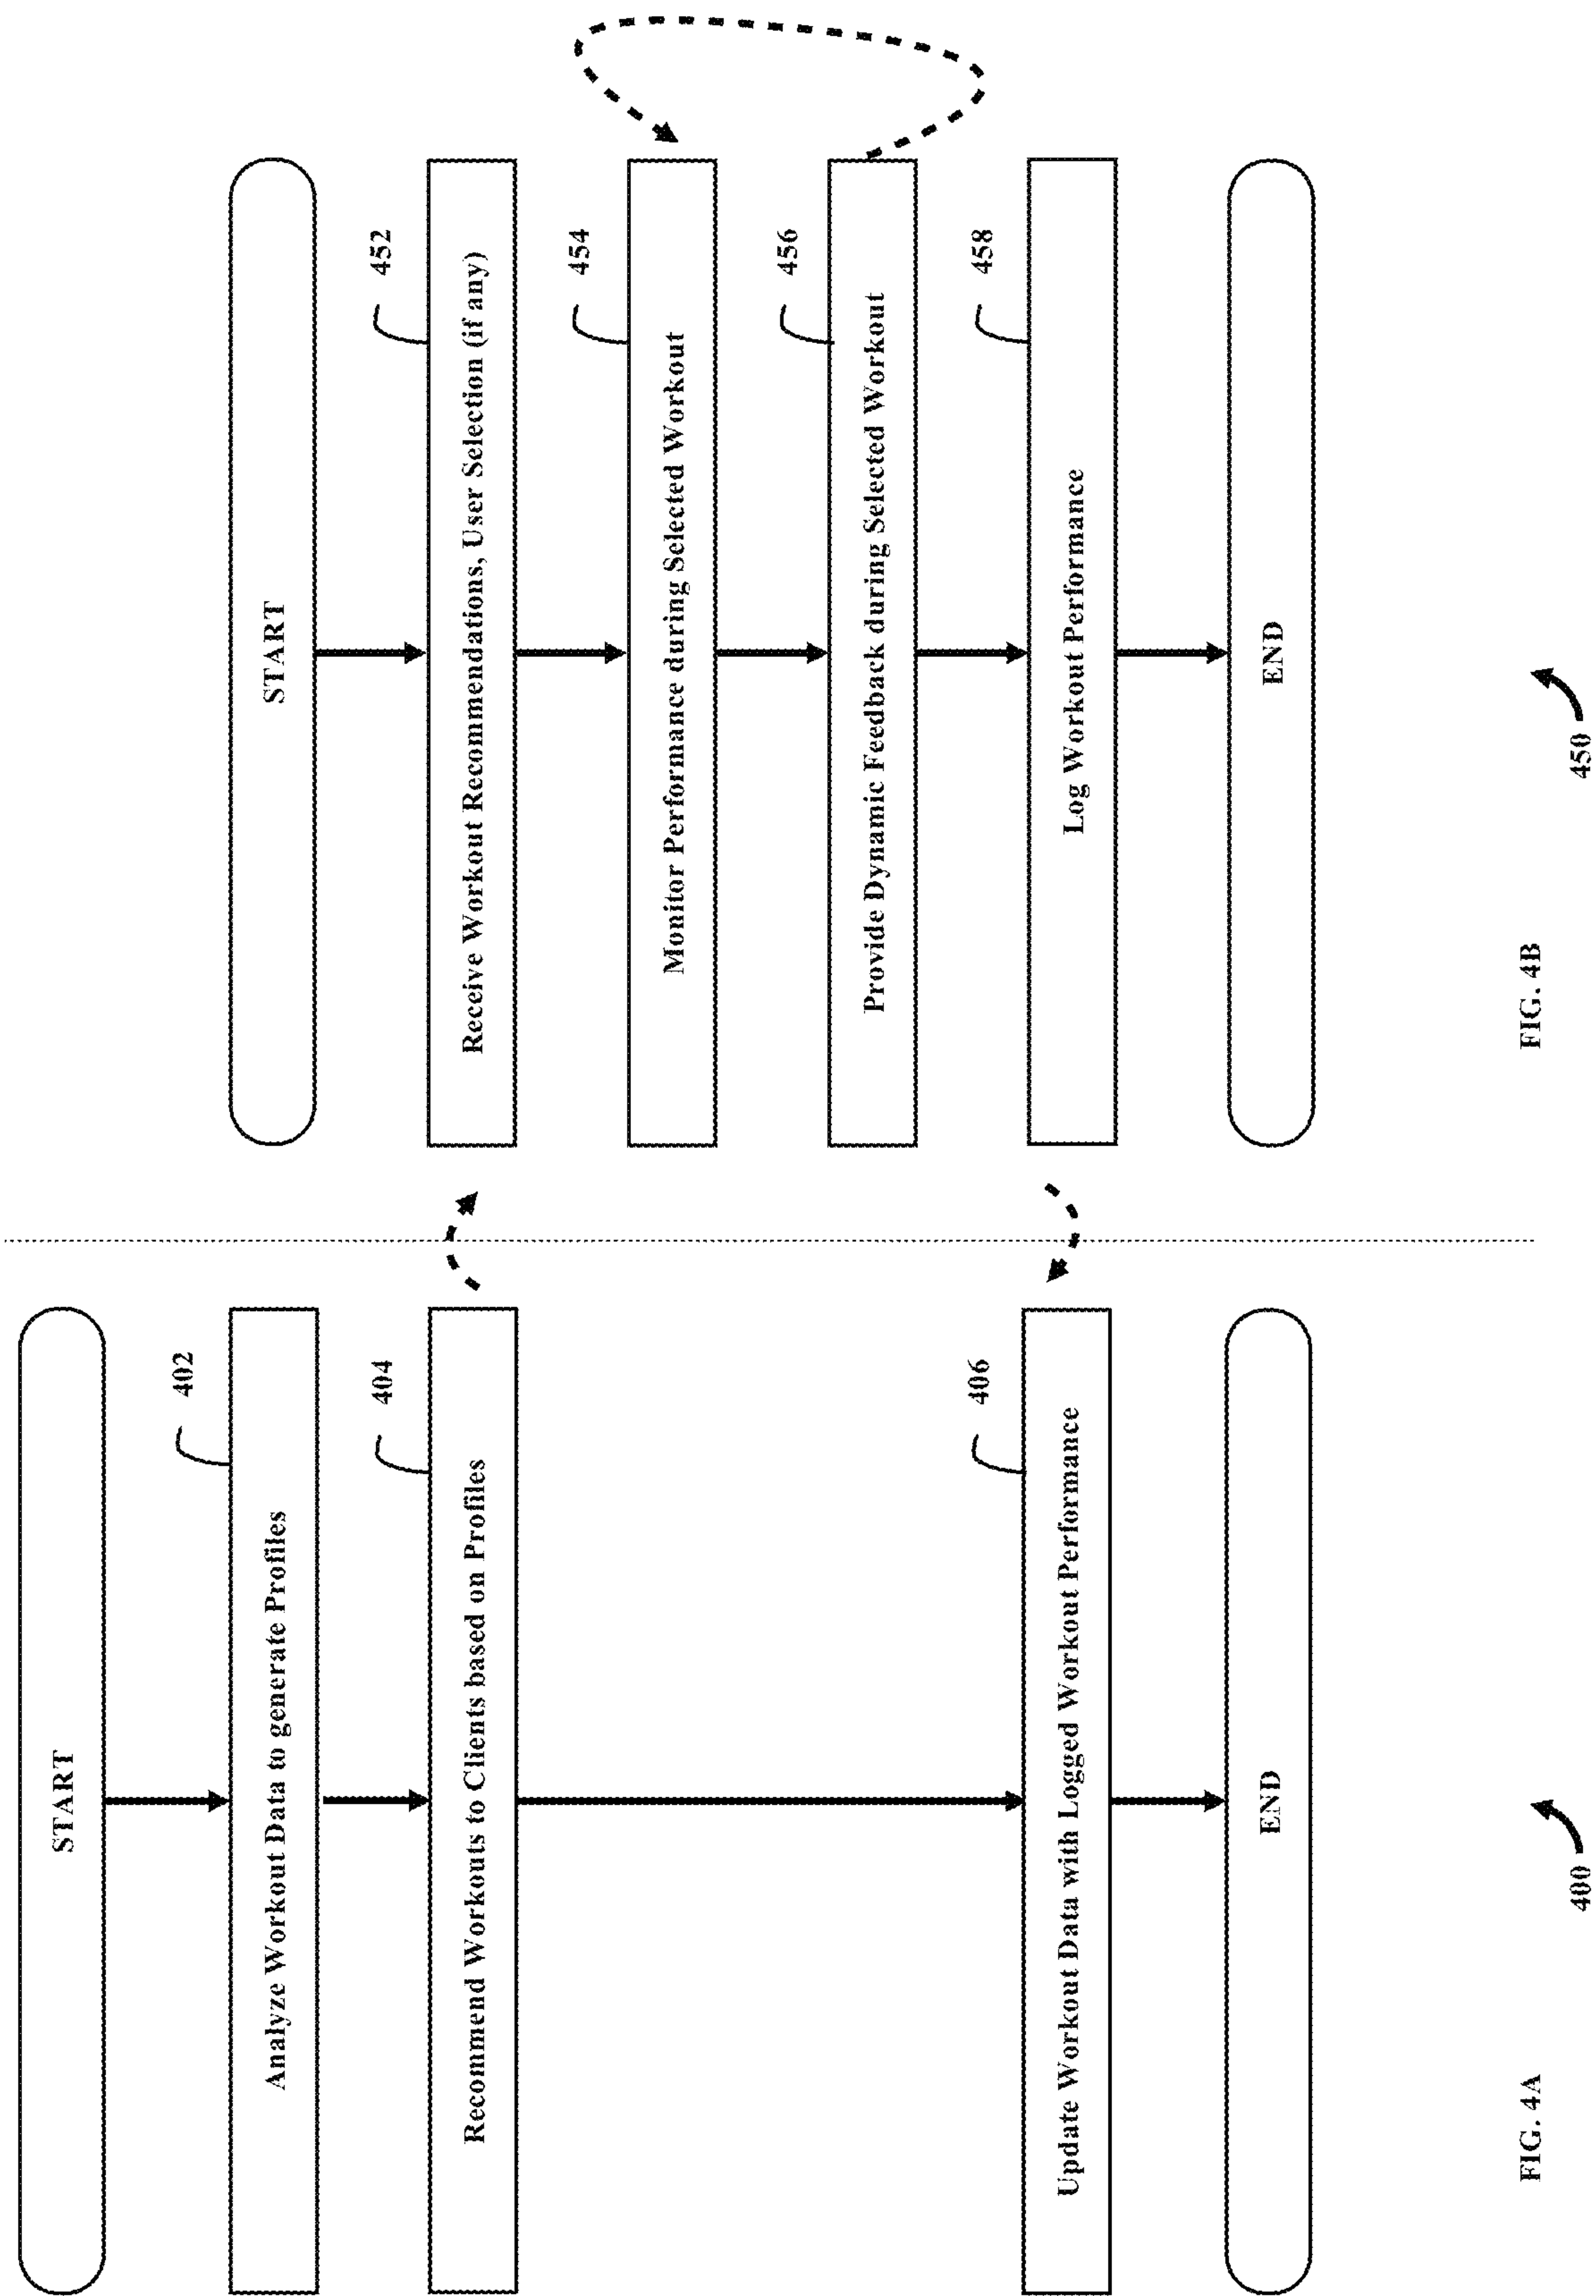 START
402
Analyze Workout Data to generate Profiles
404
Recommend Workouts to Clients based on Profiles
406
Update Workout Data with Logged Workout Performance
END
FIG. 4A
400
START
452
Receive Workout Recommendations, User Selection (if any)
454
Monitor Performance during Selected Workout
456
Provide Dynamic Feedback during Selected Workout
458
Log Workout Performance
END
FIG. 4B
450